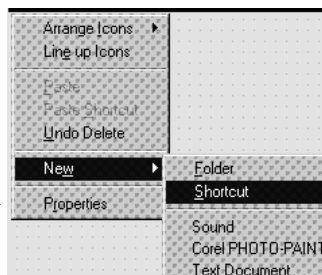 Arrange Icons
Line up Icons
Paste
Paste Shortcut
Undo Delete
New
Properties
Folder
Shortcut
Sound
Corel PHOTO-PAINT
Text Document